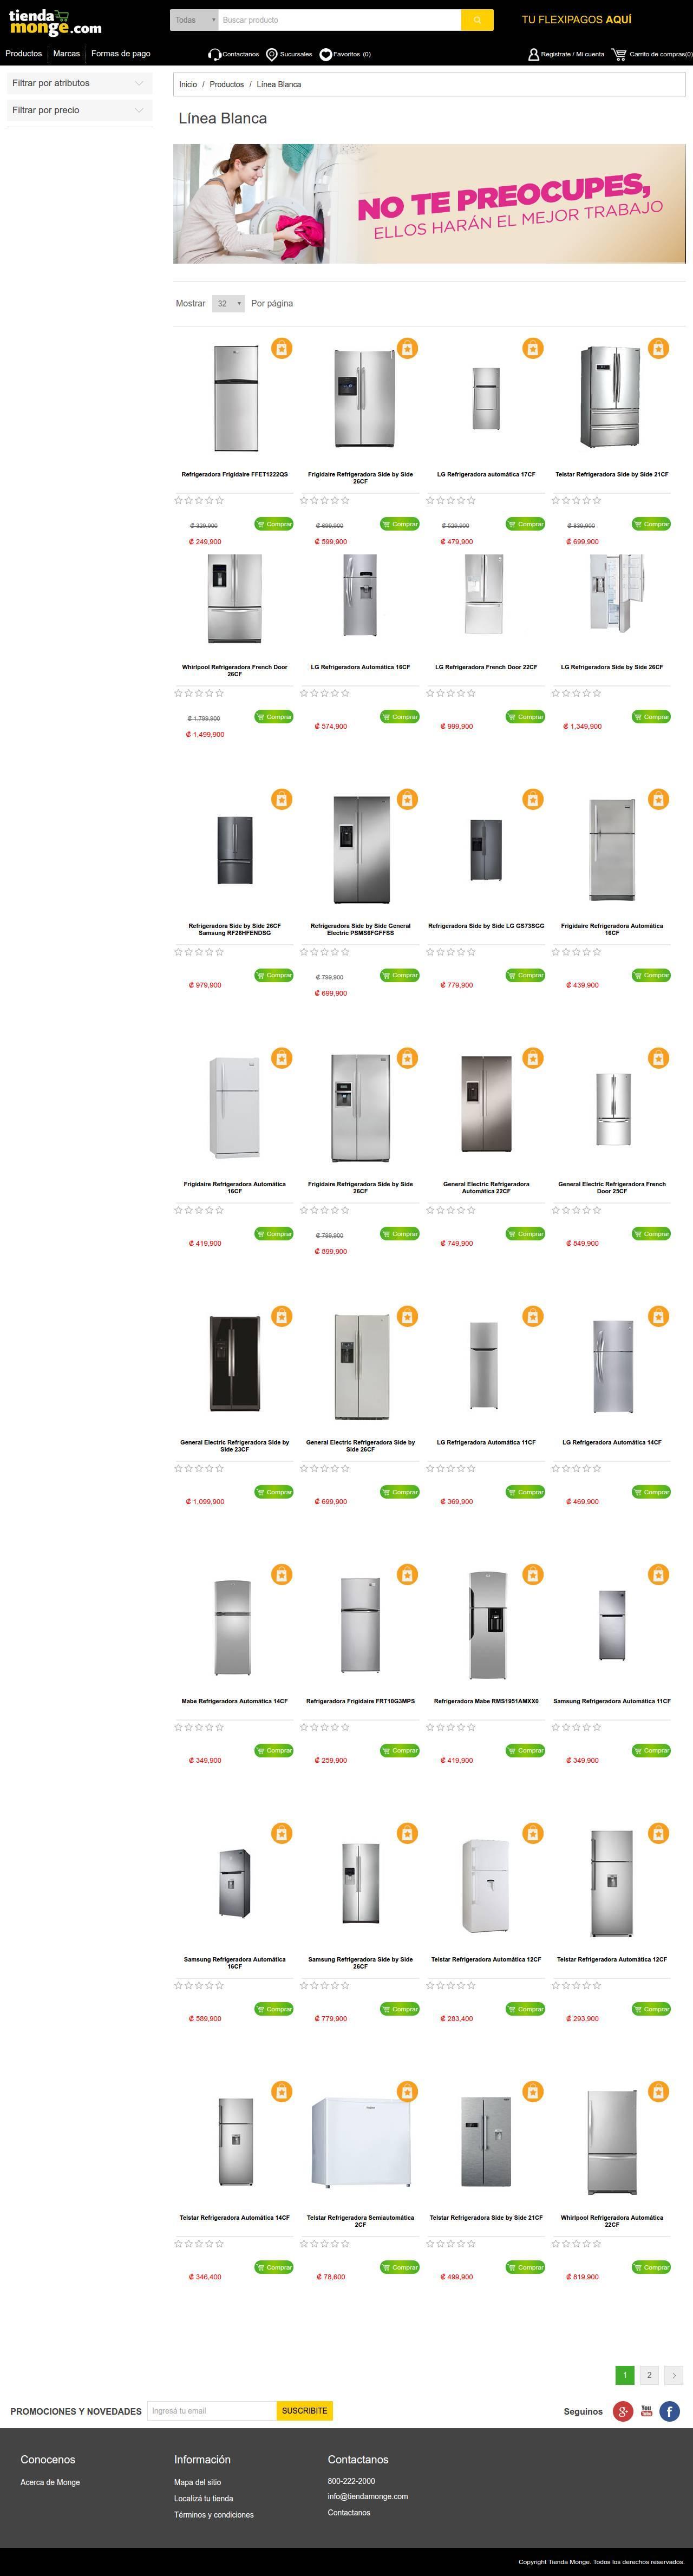 tienda
monge.com
Todas
Buscar producto
TU FLEXIPAGOS AQUÍ
Productos
Marcas
Formas de pago
Contactanos
Sucursales
Favoritos (0)
Registrate / Mi cuenta
Carrito de compras(0)
Filtrar por atributos
Filtrar por precio
Inicio / Productos / Línea Blanca
Línea Blanca
NO TE PREOCUPES,
ELLOS HARÁN EL MEJOR TRABAJO
Mostrar 32 Por página
Refrigeradora Frigidaire FFET1222QS
₡ 329,900
₡ 249,900
Comprar
Frigidaire Refrigeradora Side by Side
26CF
₡ 699,900
₡ 599,900
Comprar
LG Refrigeradora automática 17CF
₡ 529,900
₡ 479,900
Comprar
Telstar Refrigeradora Side by Side 21CF
₡ 839,900
₡ 699,900
Comprar
Whirlpool Refrigeradora French Door
26CF
₡ 1,799,900
₡ 1,499,900
Comprar
LG Refrigeradora Automática 16CF
₡ 574,900
Comprar
LG Refrigeradora French Door 22CF
₡ 999,900
Comprar
LG Refrigeradora Side by Side 26CF
₡ 1,349,900
Comprar
Refrigeradora Side by Side 26CF
Samsung RF26HFENDSG
₡ 979,900
Comprar
Refrigeradora Side by Side General
Electric PSMS6FGFFSS
₡ 799,900
₡ 699,900
Comprar
Refrigeradora Side by Side LG GS73SGG
₡ 779,900
Comprar
Frigidaire Refrigeradora Automática
16CF
₡ 439,900
Comprar
Frigidaire Refrigeradora Automática
16CF
₡ 419,900
Comprar
Frigidaire Refrigeradora Side by Side
26CF
₡ 799,900
₡ 899,900
Comprar
General Electric Refrigeradora
Automática 22CF
₡ 749,900
Comprar
General Electric Refrigeradora French
Door 25CF
₡ 849,900
Comprar
General Electric Refrigeradora Side by
Side 23CF
₡ 1,099,900
Comprar
General Electric Refrigeradora Side by
Side 26CF
₡ 699,900
Comprar
LG Refrigeradora Automática 11CF
₡ 369,900
Comprar
LG Refrigeradora Automática 14CF
₡ 469,900
Comprar
Mabe Refrigeradora Automática 14CF
₡ 349,900
Comprar
Refrigeradora Frigidaire FRT10G3MPS
₡ 259,900
Comprar
Refrigeradora Mabe RMS1951AMXX0
₡ 419,900
Comprar
Samsung Refrigeradora Automática 11CF
₡ 349,900
Comprar
Samsung Refrigeradora Automática
16CF
₡ 589,900
Comprar
Samsung Refrigeradora Side by Side
26CF
₡ 779,900
Comprar
Telstar Refrigeradora Automática 12CF
₡ 283,400
Comprar
Telstar Refrigeradora Automática 12CF
₡ 293,900
Comprar
Telstar Refrigeradora Automática 14CF
₡ 346,400
Comprar
Telstar Refrigeradora Semiautomática
2CF
₡ 78,600
Comprar
Telstar Refrigeradora Side by Side 21CF
₡ 499,900
Comprar
Whirlpool Refrigeradora Automática
22CF
₡ 819,900
Comprar
1 2
PROMOCIONES Y NOVEDADES
Ingresá tu email
SUSCRIBITE
Seguinos
g+
You
f
Conocenos
Acerca de Monge
Información
Mapa del sitio
Localizá tu tienda
Términos y condiciones
Contactanos
800-222-2000
info@tiendamonge.com
Contactanos
Copyright Tienda Monge. Todos los derechos reservados.